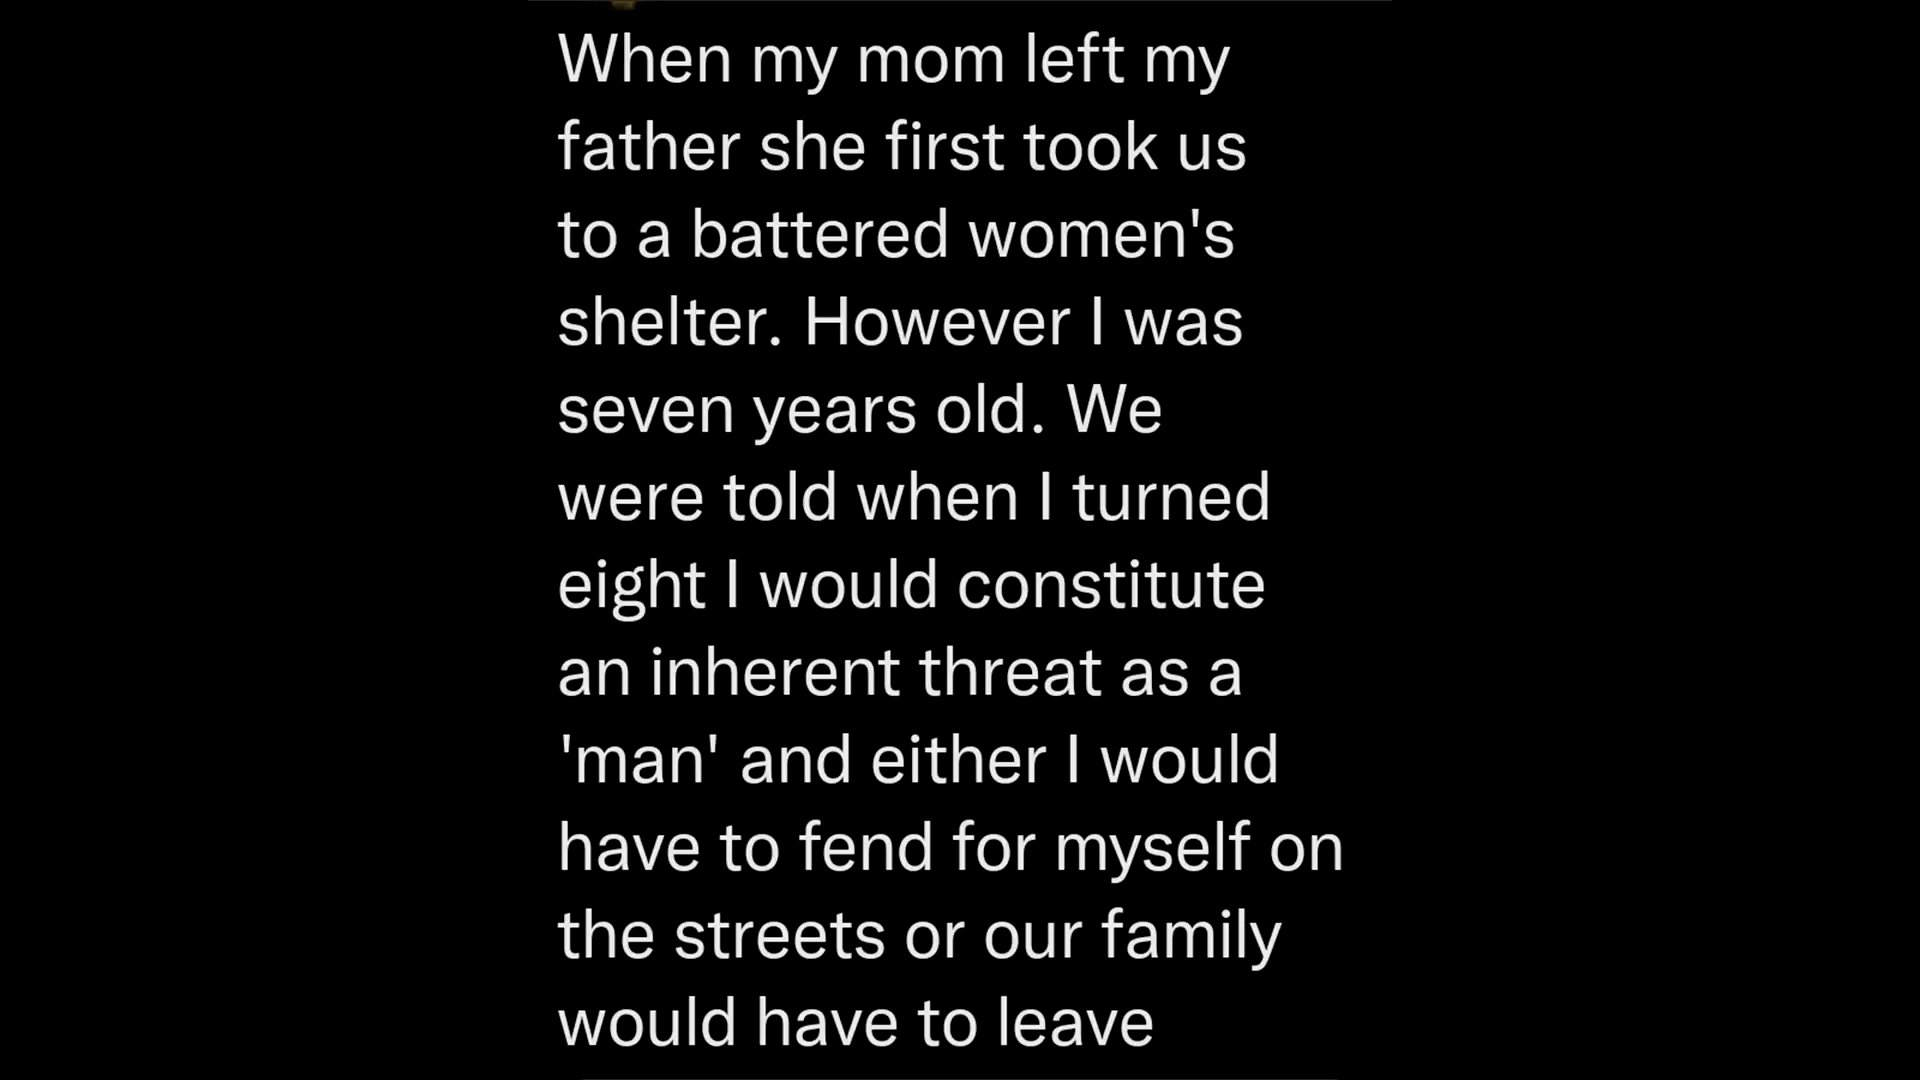 When my mom left my
father she first took us
to a battered women's
shelter. However I was
seven years old. We
were told when I turned
eight I would constitute
an inherent threat as a
'man' and either I would
have to fend for myself on
the streets or our family
would have to leave